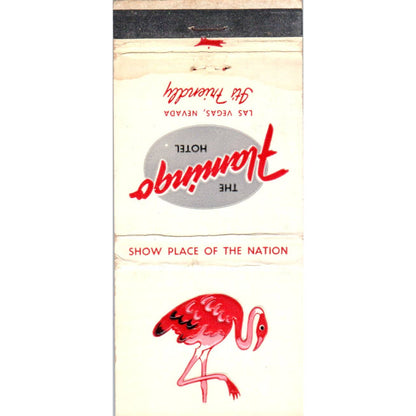 THE
Flamingo
HOTEL
LAS VEGAS, NEVADA
It's Friendly
SHOW PLACE OF THE NATION